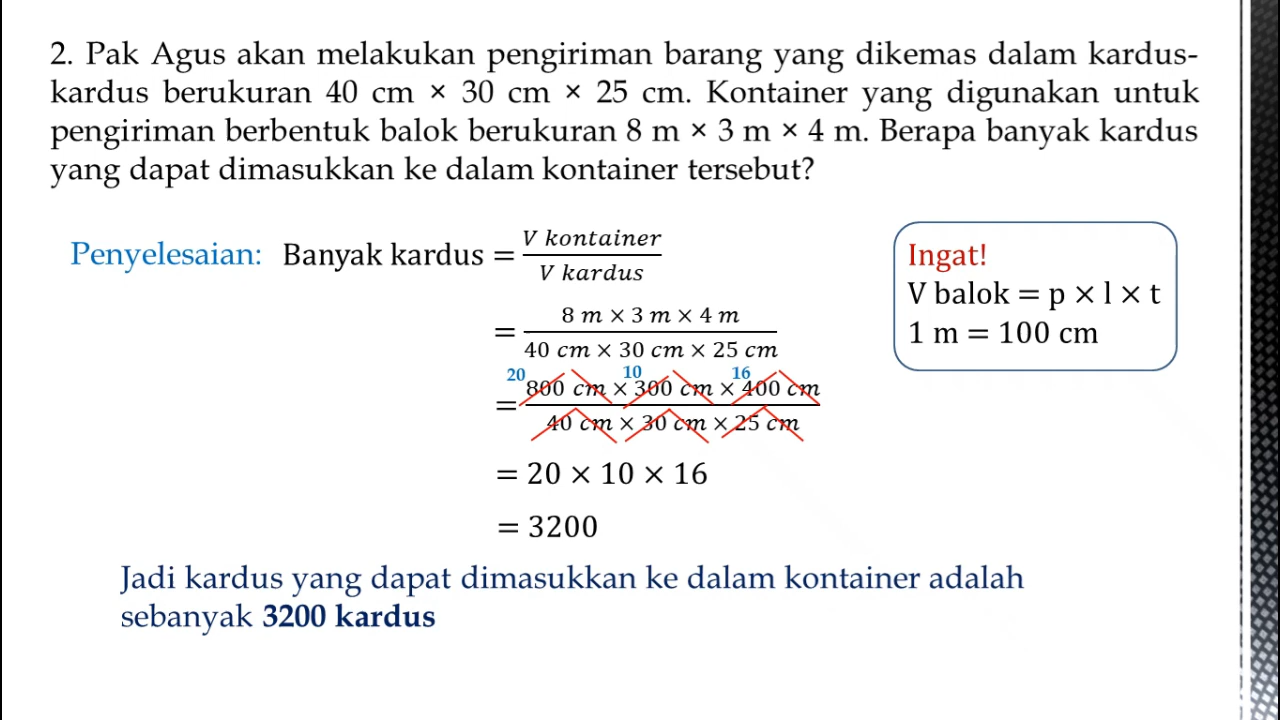 2. Pak Agus akan melakukan pengiriman barang yang dikemas dalam kardus-
kardus berukuran 40 cm × 30 cm × 25 cm. Kontainer yang digunakan untuk
pengiriman berbentuk balok berukuran 8 m × 3 m × 4 m. Berapa banyak kardus
yang dapat dimasukkan ke dalam kontainer tersebut?
Penyelesaian: Banyak kardus = V kontainer
V kardus
= 8 m × 3 m × 4 m
40 cm × 30 cm × 25 cm
20 10 16
= 800 cm × 300 cm × 400 cm
40 cm × 30 cm × 25 cm
= 20 × 10 × 16
= 3200
Ingat!
V balok = p × l × t
1 m = 100 cm
Jadi kardus yang dapat dimasukkan ke dalam kontainer adalah
sebanyak 3200 kardus